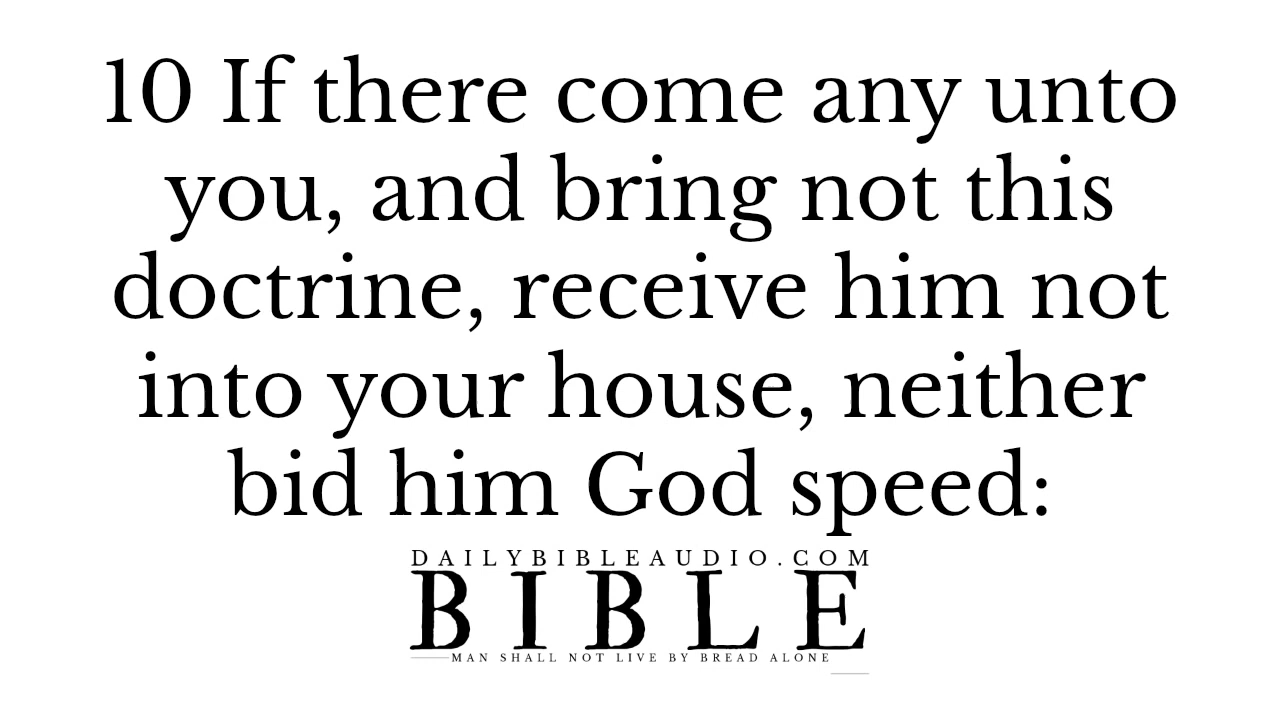 10 If there come any unto
you, and bring not this
doctrine, receive him not
into your house, neither
bid him God speed:
DAILYBIBLEAUDIO.COM
BIBLE
MAN SHALL NOT LIVE BY BREAD ALONE